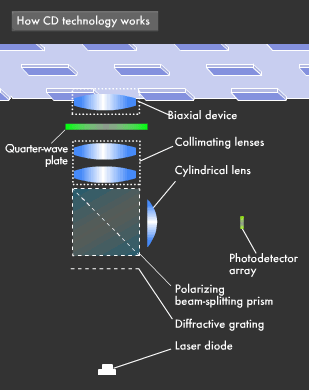 How CD technology works
Biaxial device
Quarter-wave
plate
Collimating lenses
Cylindrical lens
Photodetector
array
Polarizing
beam-splitting prism
Diffractive grating
Laser diode